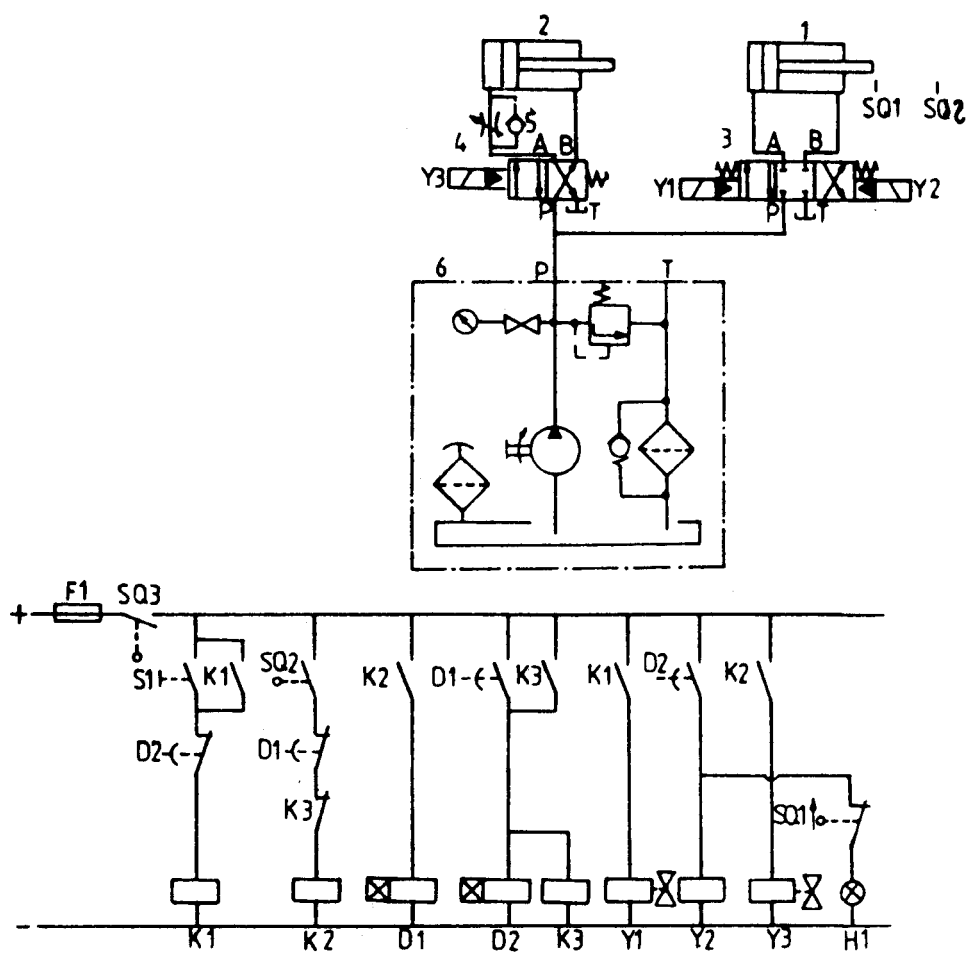 2
1
SQ1 SQ2
5
4 A B
3 A B
Y3
Y1
Y2
P T
P T
6 P T
F1
SQ3
+
S1 K1
SQ2
K2
D1
K3
K1
D2
K2
D2
D1
K3
SQ1
-
K1 K2 D1 D2 K3 Y1 Y2 Y3 H1